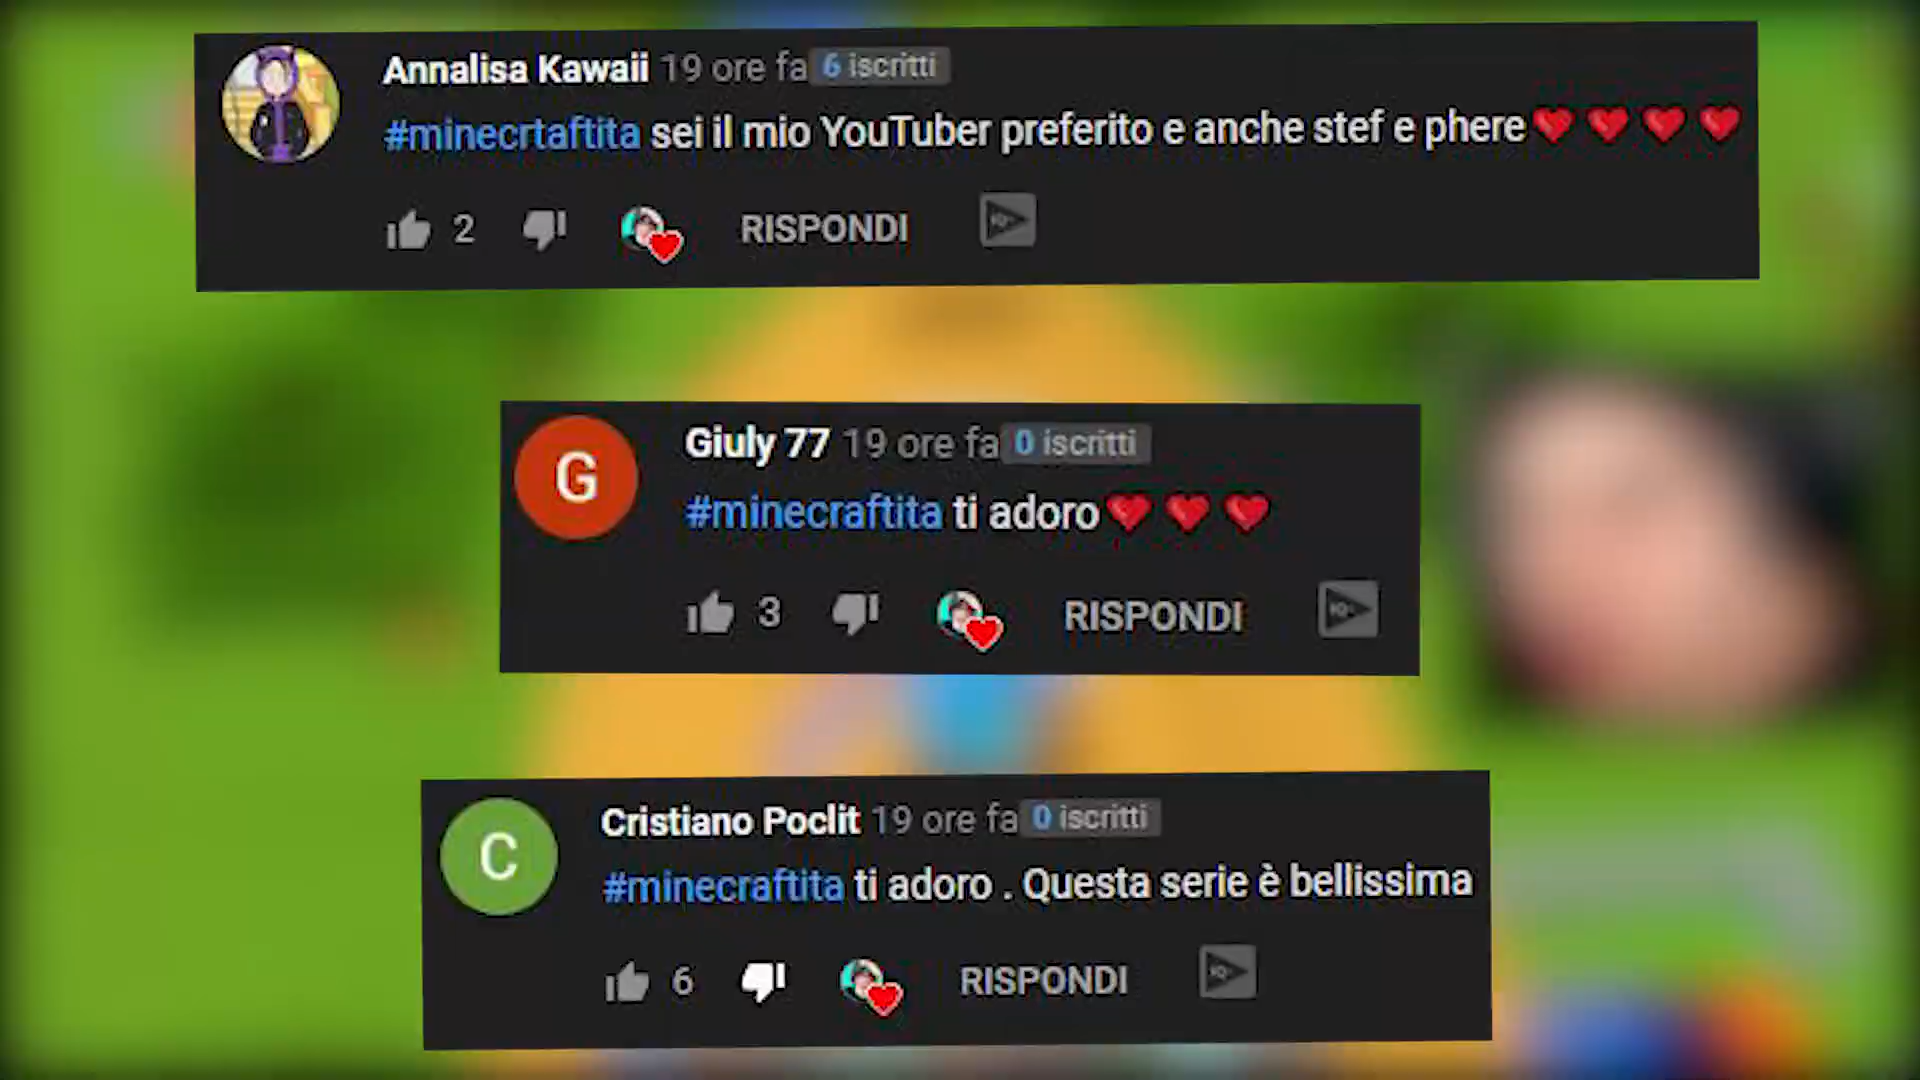 Annalisa Kawaii 19 ore fa 6 iscritti
#minecrtaftita sei il mio YouTuber preferito e anche stef e phere❤️ ❤️ ❤️ ❤️
2 RISPONDI
G Giuly 77 19 ore fa 0 iscritti
#minecraftita ti adoro❤️ ❤️ ❤️
3 RISPONDI
C Cristiano Poclit 19 ore fa 0 iscritti
#minecraftita ti adoro . Questa serie è bellissima
6 RISPONDI